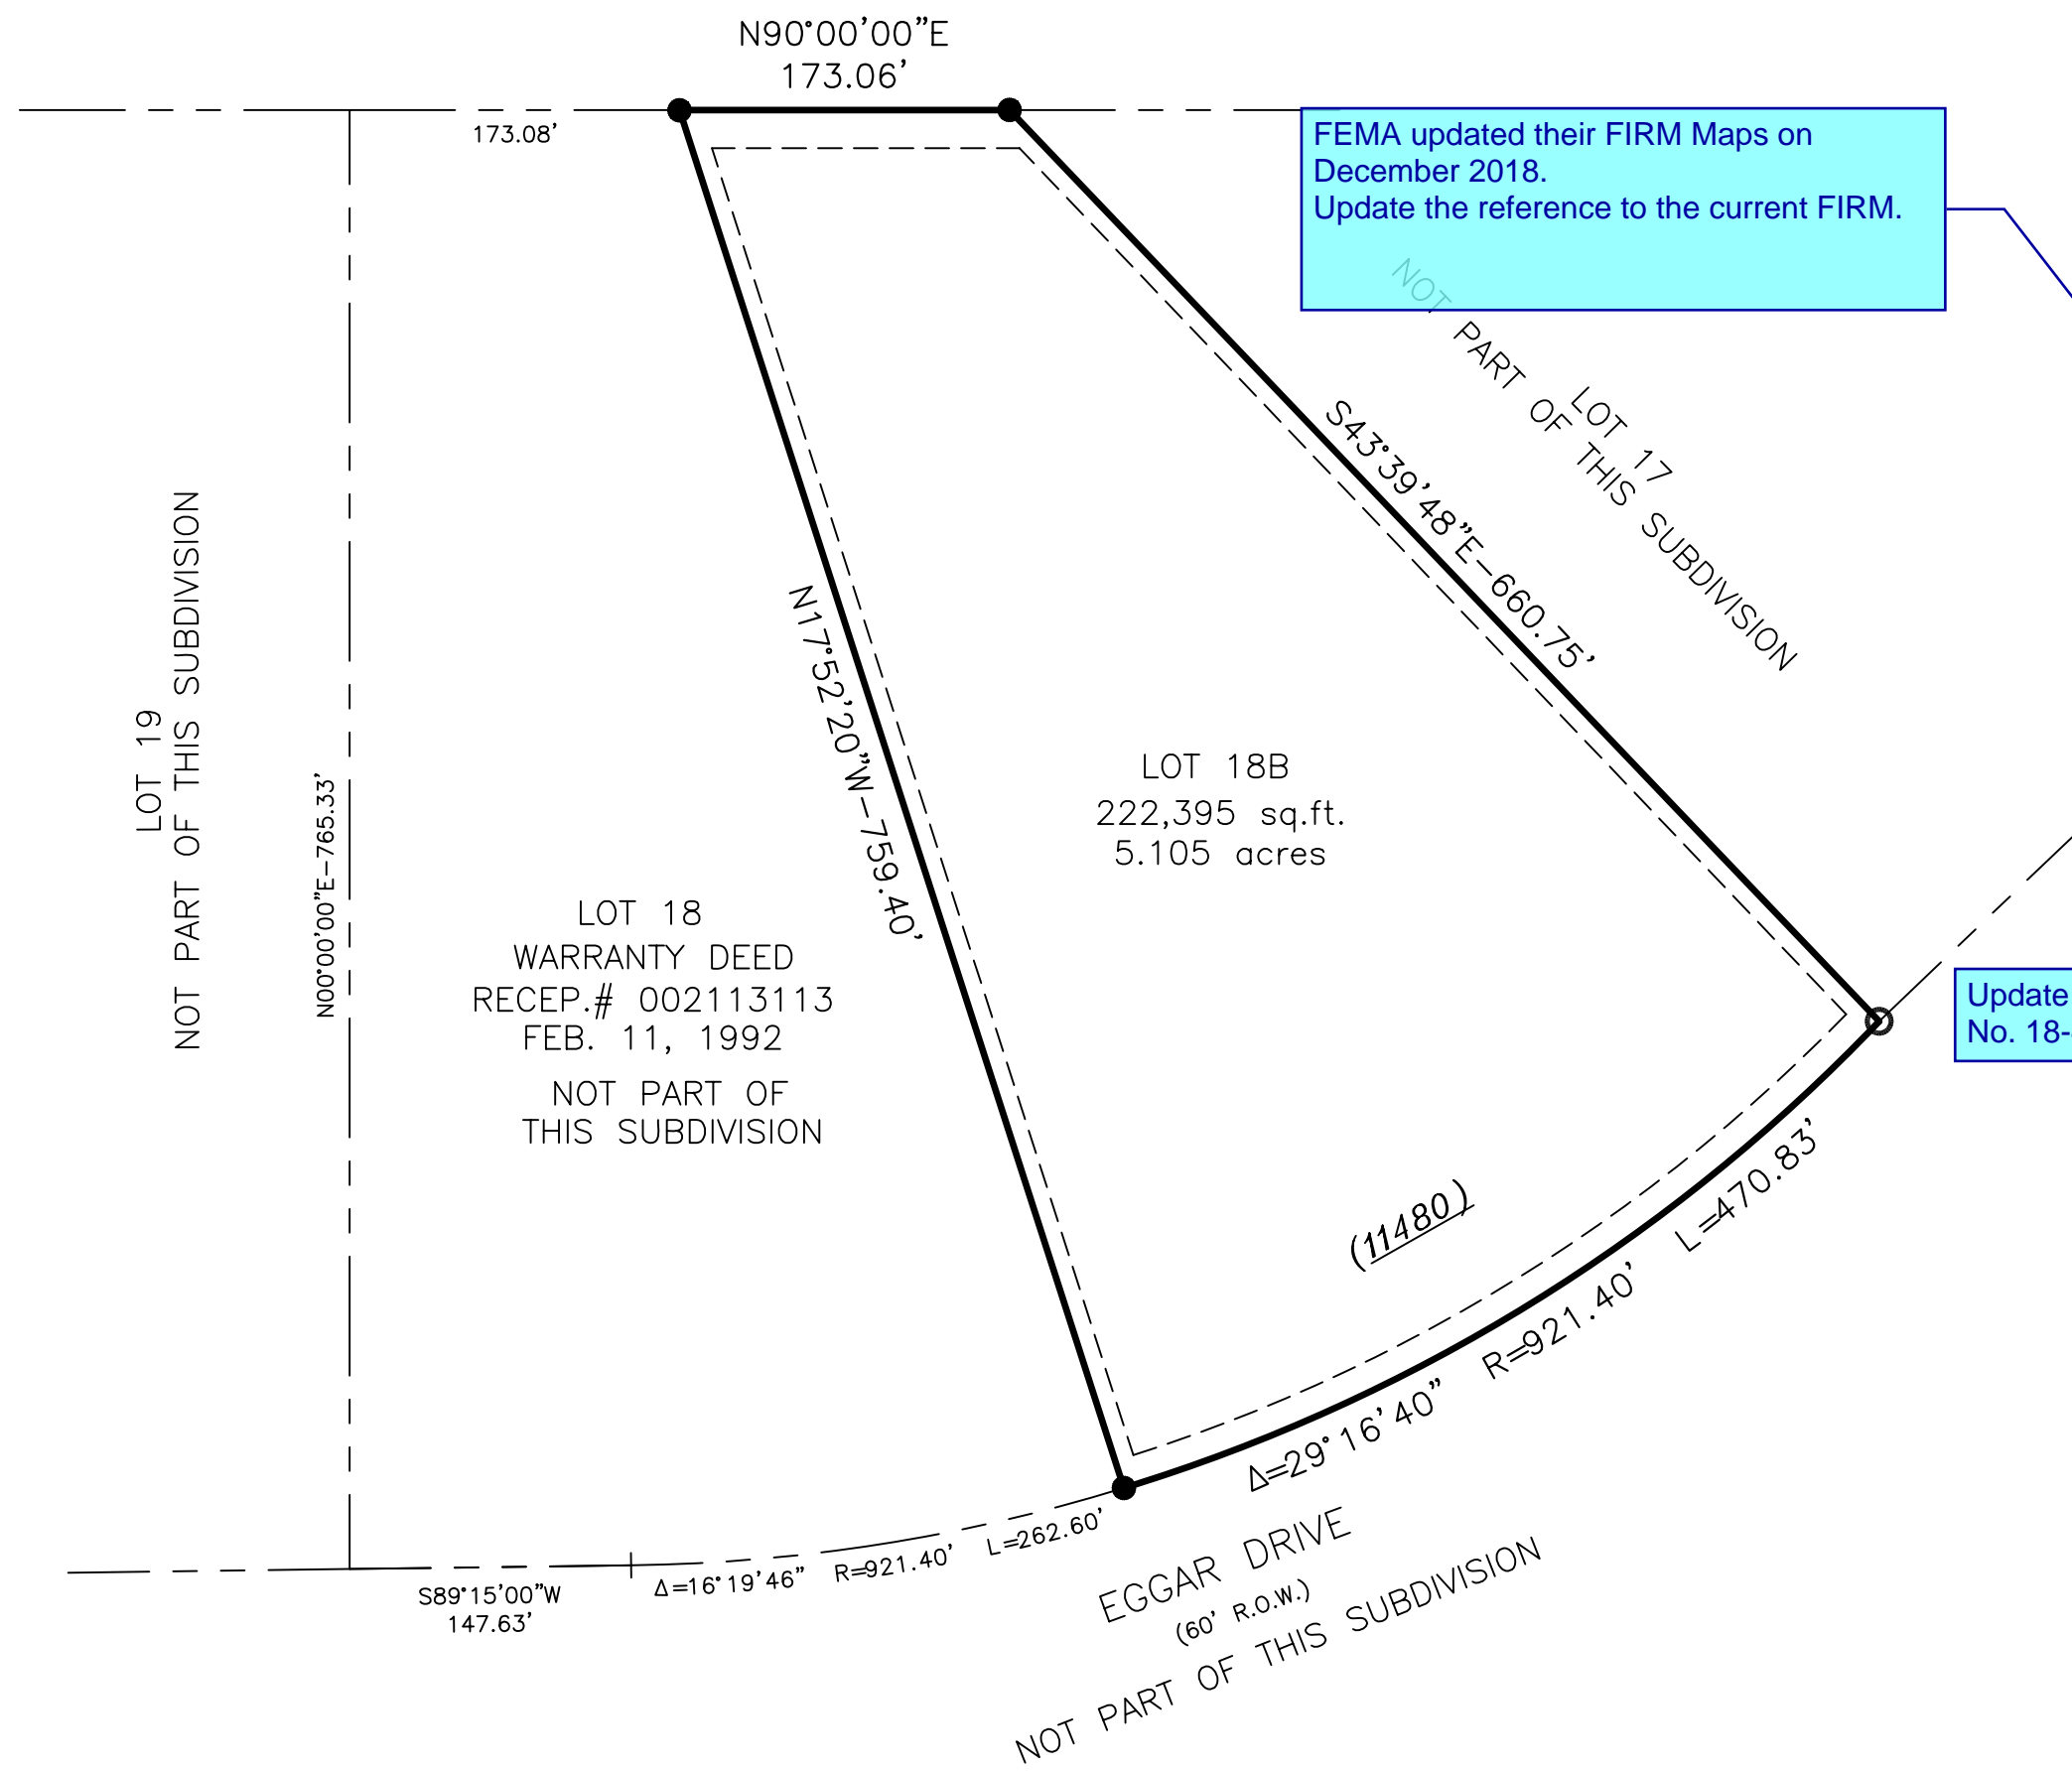 N90°00'00"E
173.06'
173.08'
FEMA updated their FIRM Maps on
December 2018.
Update the reference to the current FIRM.
LOT 17
NOT PART OF THIS SUBDIVISION
S43°39'48"E-660.75'
LOT 19
NOT PART OF THIS SUBDIVISION
N00°00'00"E-765.33'
N17°52'20"W-759.40'
LOT 18B
222,395 sq.ft.
5.105 acres
LOT 18
WARRANTY DEED
RECEP.# 002113113
FEB. 11, 1992
NOT PART OF
THIS SUBDIVISION
Update
No. 18-
(11480)
Δ=29°16'40" R=921.40' L=470.83'
Δ=16°19'46" R=921.40' L=262.60'
S89°15'00"W
147.63'
EGGAR DRIVE
(60' R.O.W.)
NOT PART OF THIS SUBDIVISION